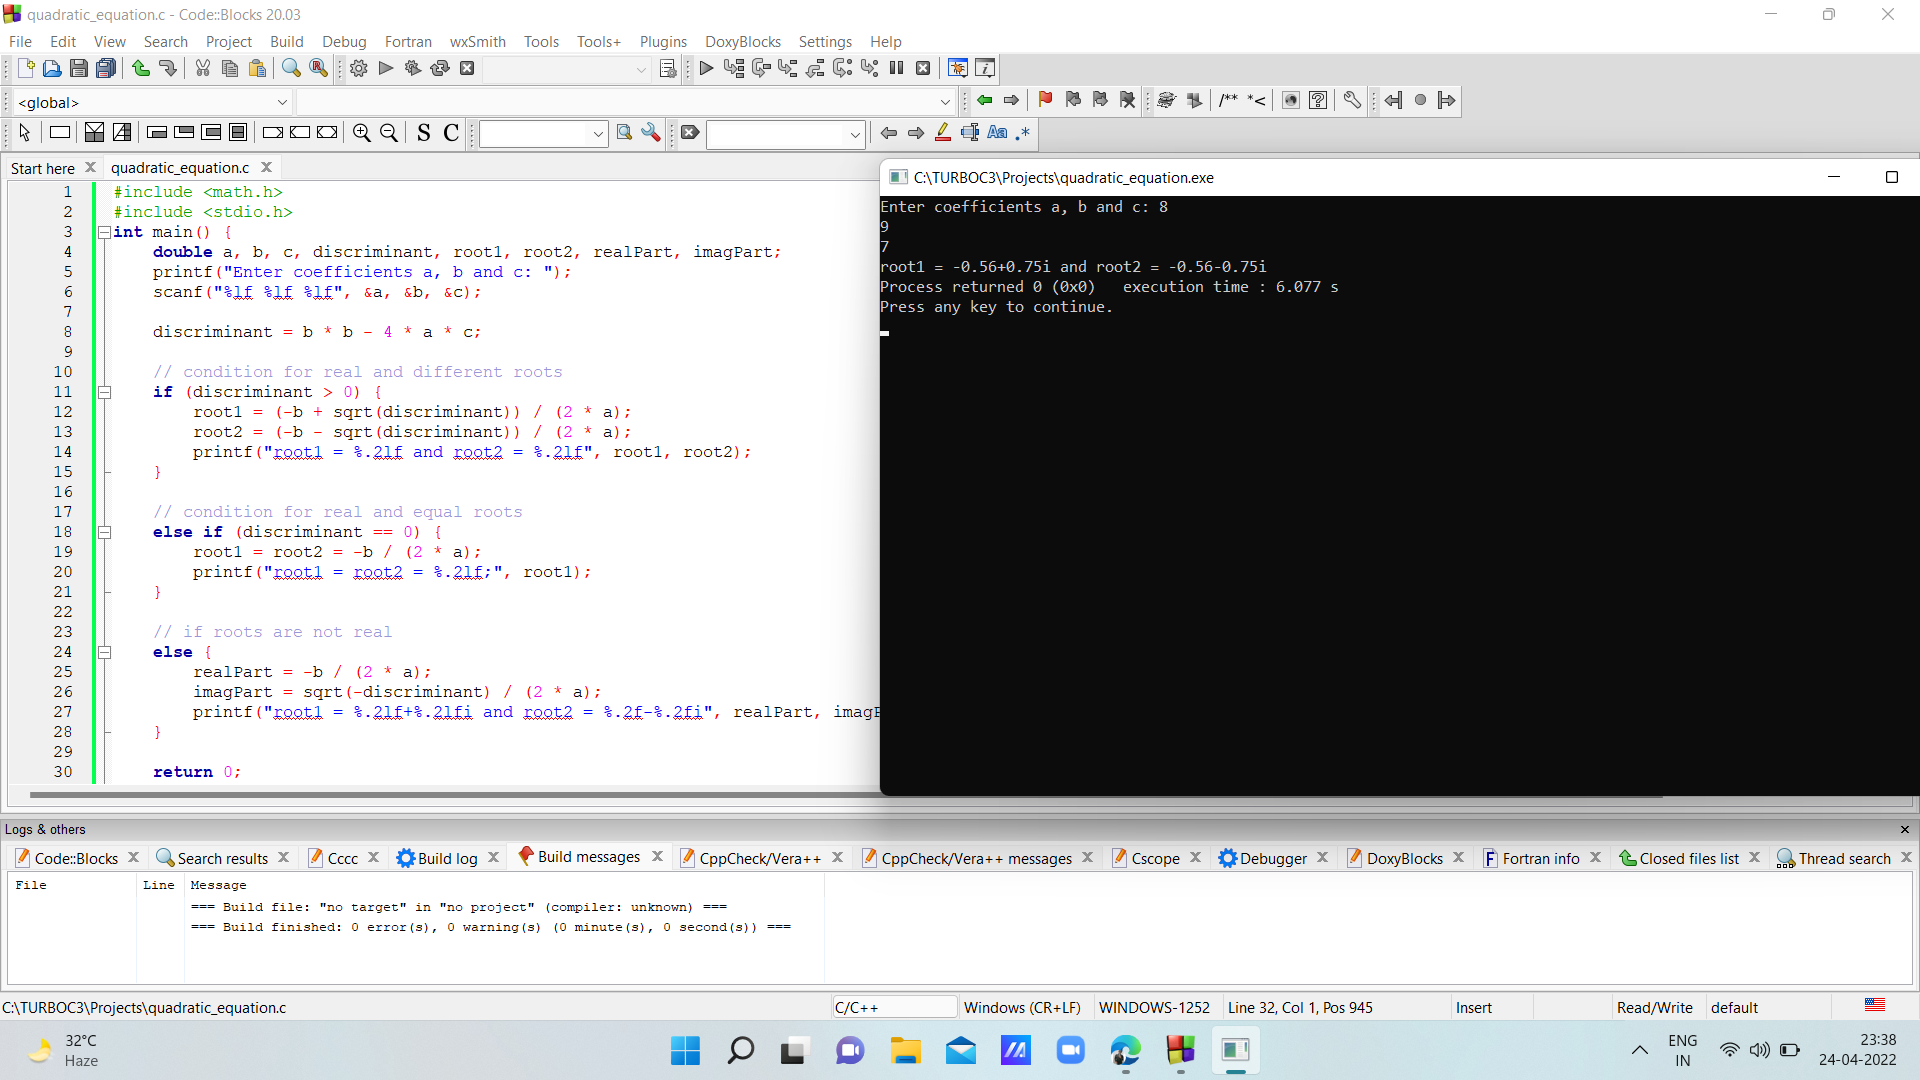 quadratic_equation.c - Code::Blocks 20.03
File Edit View Search Project Build Debug Fortran wxSmith Tools Tools+ Plugins DoxyBlocks Settings Help
<global>
/** *<
S C
Aa .*
Start here quadratic_equation.c
1 #include <math.h>
2 #include <stdio.h>
3 int main() {
4 double a, b, c, discriminant, root1, root2, realPart, imagPart;
5 printf("Enter coefficients a, b and c: ");
6 scanf("%lf %lf %lf", &a, &b, &c);
7
8 discriminant = b * b - 4 * a * c;
9
10 // condition for real and different roots
11 if (discriminant > 0) {
12 root1 = (-b + sqrt(discriminant)) / (2 * a);
13 root2 = (-b - sqrt(discriminant)) / (2 * a);
14 printf("root1 = %.2lf and root2 = %.2lf", root1, root2);
15 }
16
17 // condition for real and equal roots
18 else if (discriminant == 0) {
19 root1 = root2 = -b / (2 * a);
20 printf("root1 = root2 = %.2lf;", root1);
21 }
22
23 // if roots are not real
24 else {
25 realPart = -b / (2 * a);
26 imagPart = sqrt(-discriminant) / (2 * a);
27 printf("root1 = %.2lf+%.2lfi and root2 = %.2f-%.2fi", realPart, imagP
28 }
29
30 return 0;
C:\TURBOC3\Projects\quadratic_equation.exe
Enter coefficients a, b and c: 8
9
7
root1 = -0.56+0.75i and root2 = -0.56-0.75i
Process returned 0 (0x0) execution time : 6.077 s
Press any key to continue.
Logs & others
Code::Blocks Search results Cccc Build log Build messages CppCheck/Vera++ CppCheck/Vera++ messages Cscope Debugger DoxyBlocks Fortran info Closed files list Thread search
File Line Message
=== Build file: "no target" in "no project" (compiler: unknown) ===
=== Build finished: 0 error(s), 0 warning(s) (0 minute(s), 0 second(s)) ===
C:\TURBOC3\Projects\quadratic_equation.c C/C++ Windows (CR+LF) WINDOWS-1252 Line 32, Col 1, Pos 945 Insert Read/Write default
32°C
Haze
ENG
IN
23:38
24-04-2022